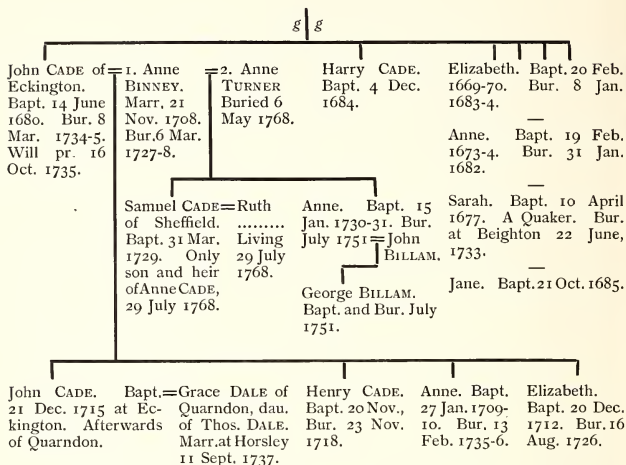 g | g
John CADE of
Eckington.
Bapt. 14 June
1680. Bur. 8
Mar. 1734-5.
Will pr. 16
Oct. 1735.
=1. Anne
BINNEY.
Marr, 21
Nov. 1708.
Bur. 6 Mar.
1727-8.
=2. Anne
TURNER
Buried 6
May 1768.
Harry CADE.
Bapt. 4 Dec.
1684.
Elizabeth. Bapt. 20 Feb.
1669-70. Bur. 8 Jan.
1683-4.
—
Anne. Bapt. 19 Feb.
1673-4. Bur. 31 Jan.
1682.
—
Sarah. Bapt. 10 April
1677. A Quaker. Bur.
at Beighton 22 June,
1733.
—
Jane. Bapt. 21 Oct. 1685.
Samuel CADE=
of Sheffield.
Bapt. 31 Mar.
1729. Only
son and heir
of Anne CADE,
29 July 1768.
Ruth
.........
Living
29 July
1768.
Anne. Bapt. 15
Jan. 1730-31. Bur.
July 1751=John
BILLAM.
George BILLAM.
Bapt. and Bur. July
1751.
John CADE. Bapt.=
21 Dec. 1715 at Ec-
kington. Afterwards
of Quarndon.
Grace DALE of
Quarndon, dau.
of Thos. DALE.
Marr. at Horsley
11 Sept. 1737.
Henry CADE.
Bapt. 20 Nov.,
Bur. 23 Nov.
1718.
Anne. Bapt.
27 Jan. 1709-
10. Bur. 13
Feb. 1735-6.
Elizabeth.
Bapt. 20 Dec.
1712. Bur. 16
Aug. 1726.